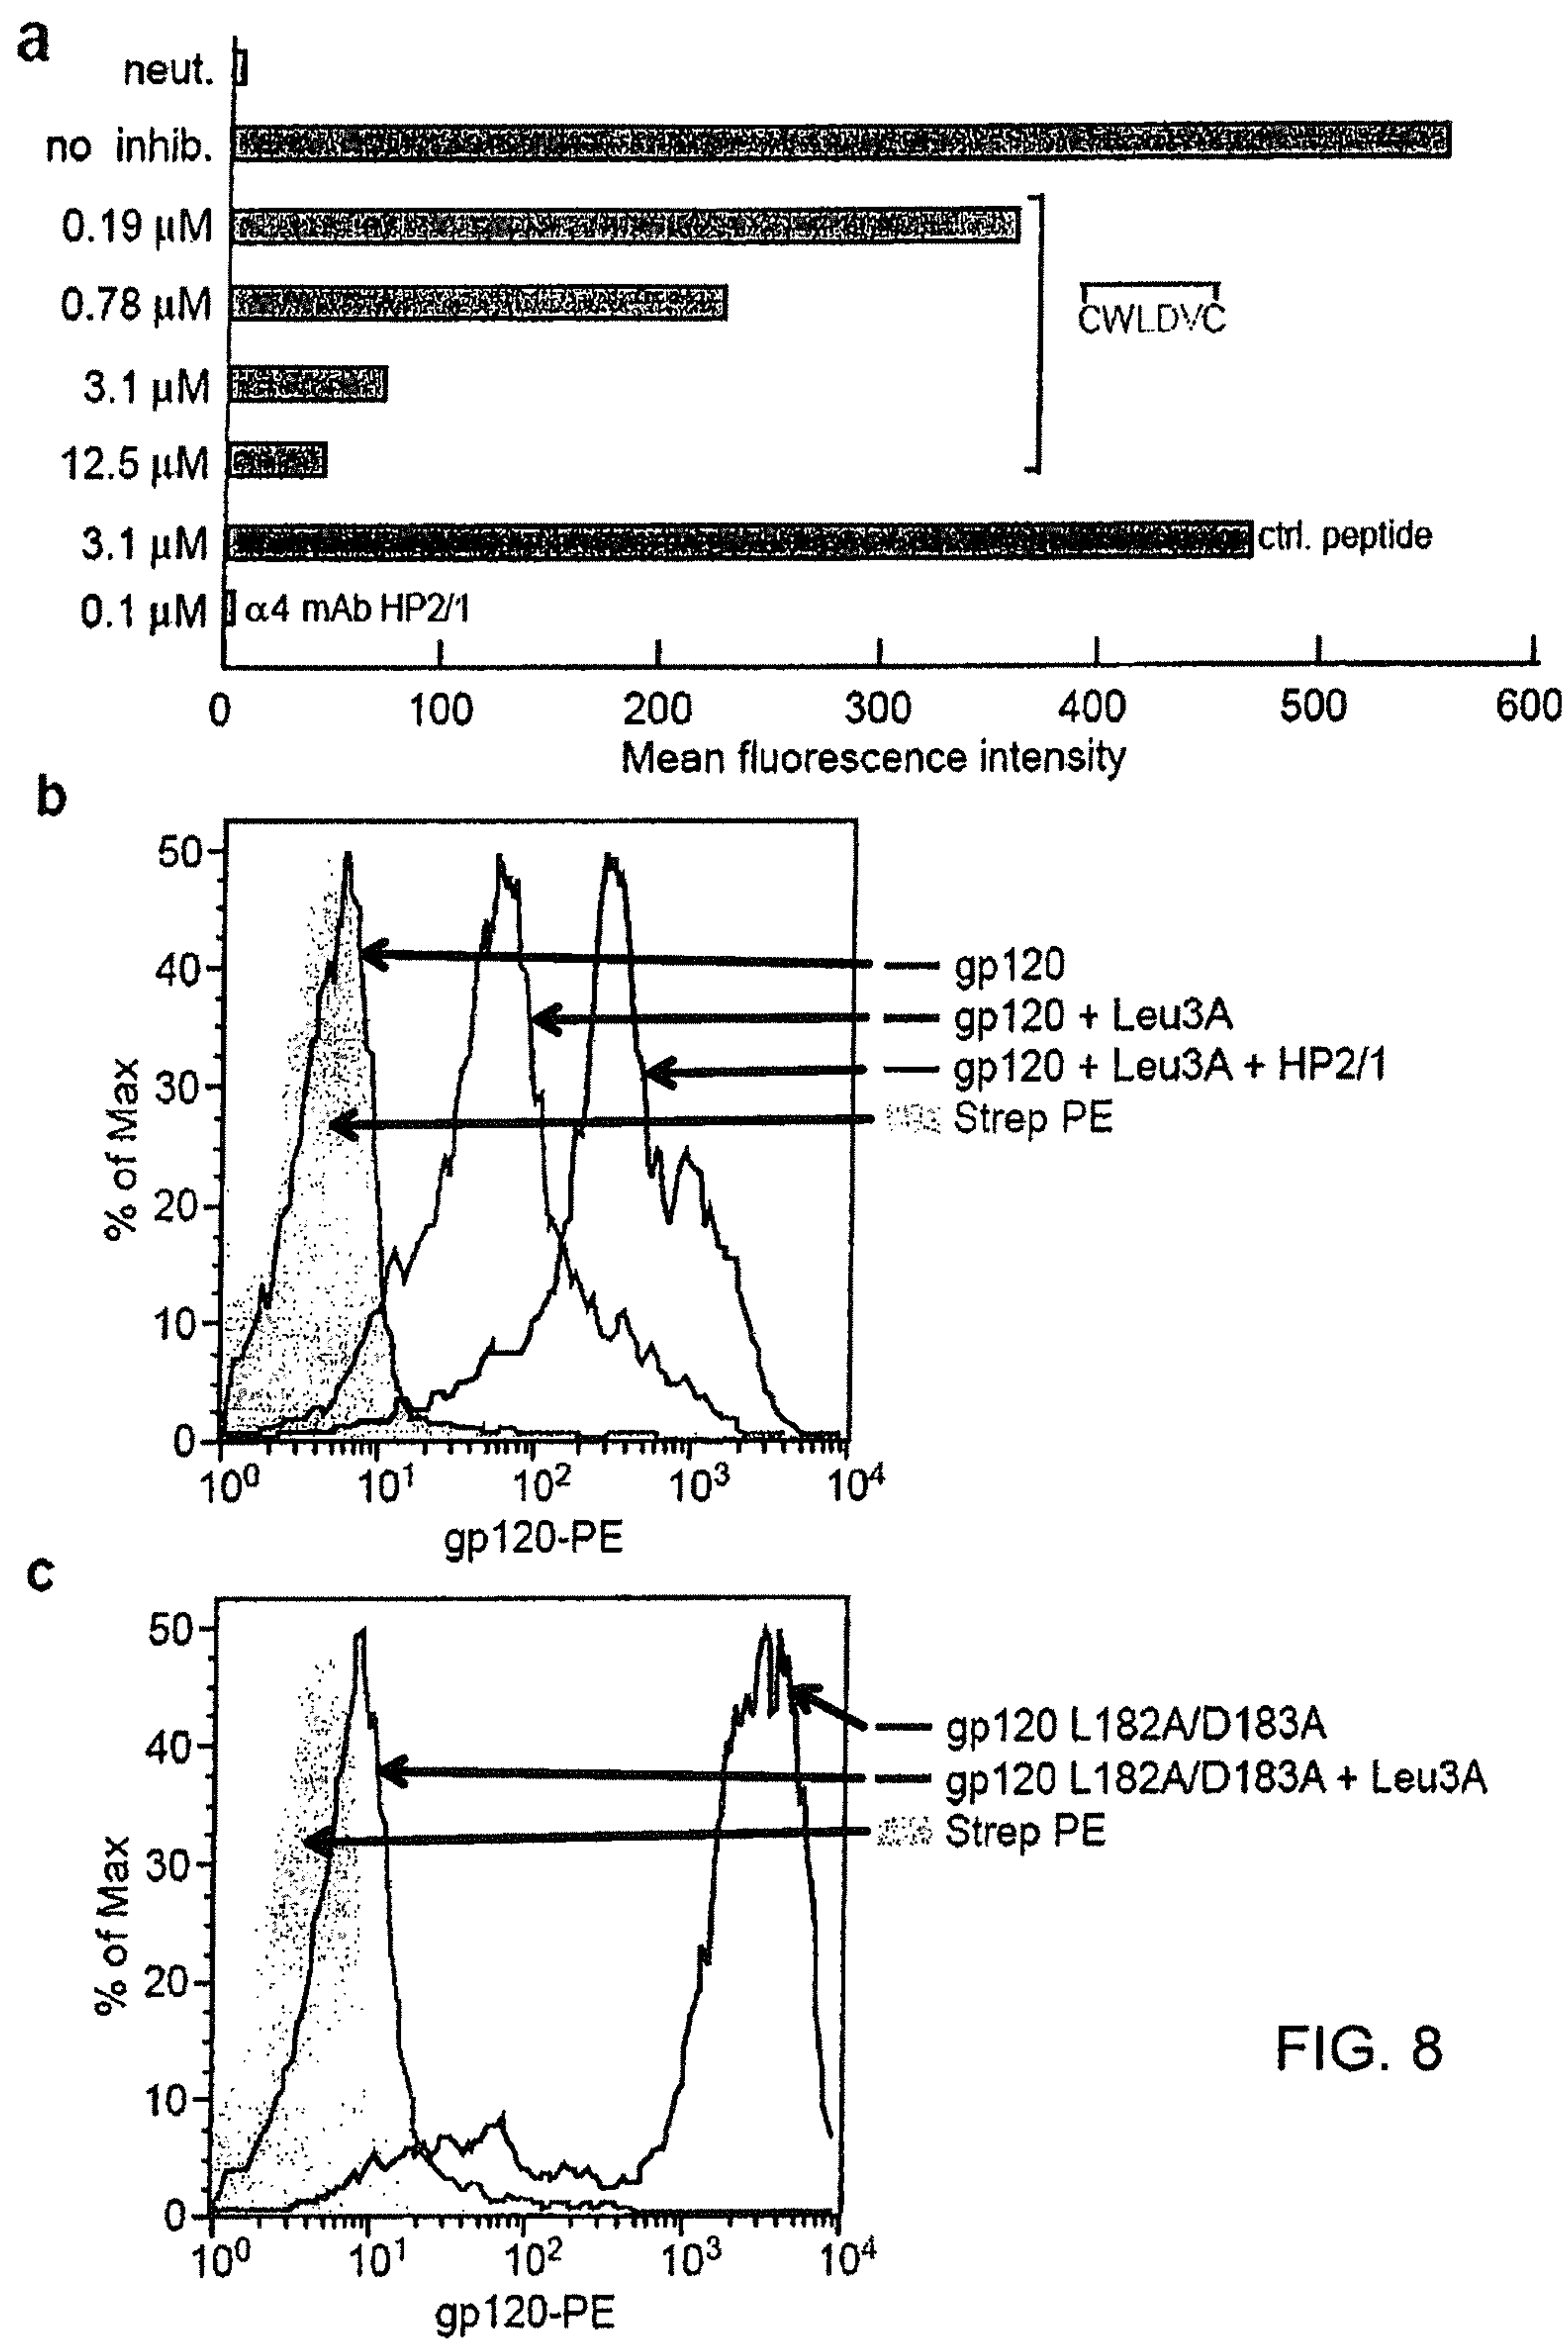 a
neut.
no inhib.
0.19 μM
0.78 μM
CWLDVC
3.1 μM
12.5 μM
3.1 μM
ctrl. peptide
0.1 μM
α4 mAb HP2/1
0 100 200 300 400 500 600
Mean fluorescence intensity
b
50
40
30
20
10
0
% of Max
gp120
gp120 + Leu3A
gp120 + Leu3A + HP2/1
Strep PE
10⁰ 10¹ 10² 10³ 10⁴
gp120-PE
c
50
40
30
20
10
0
% of Max
gp120 L182A/D183A
gp120 L182A/D183A + Leu3A
Strep PE
10⁰ 10¹ 10² 10³ 10⁴
gp120-PE
FIG. 8